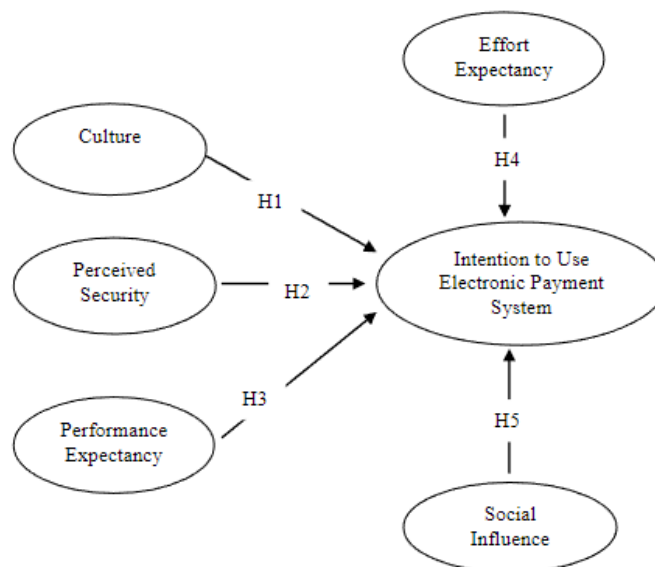 Effort
Expectancy
Culture
H4
H1
Perceived
Security
H2
Intention to Use
Electronic Payment
System
H3
Performance
Expectancy
H5
Social
Influence